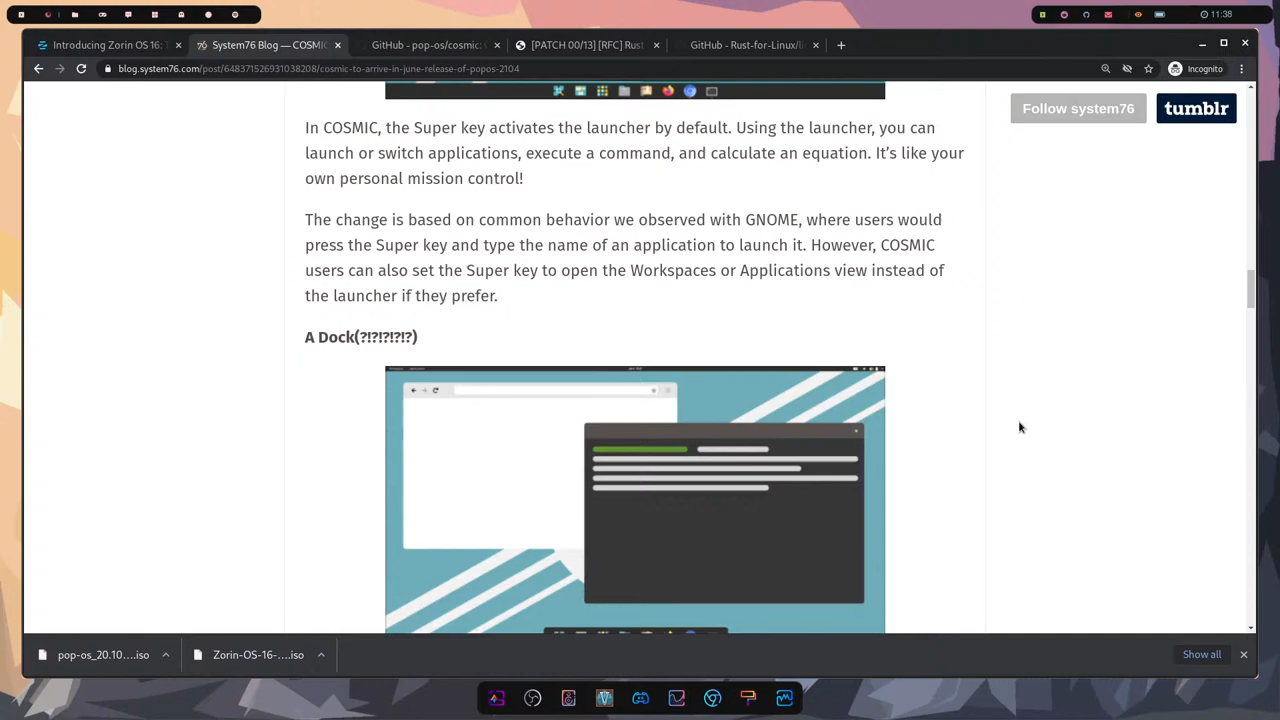 11:38
Introducing Zorin OS 16: T
System76 Blog — COSMI
GitHub - pop-os/cosmic: C
[PATCH 00/13] [RFC] Rust
GitHub - Rust-for-Linux/li
blog.system76.com/post/648371526931038208/cosmic-to-arrive-in-june-release-of-popos-2104
Incognito
Follow system76
tumblr
In COSMIC, the Super key activates the launcher by default. Using the launcher, you can
launch or switch applications, execute a command, and calculate an equation. It’s like your
own personal mission control!
The change is based on common behavior we observed with GNOME, where users would
press the Super key and type the name of an application to launch it. However, COSMIC
users can also set the Super key to open the Workspaces or Applications view instead of
the launcher if they prefer.
A Dock(?!?!?!?!?)
pop-os_20.10....iso
Zorin-OS-16-....iso
Show all